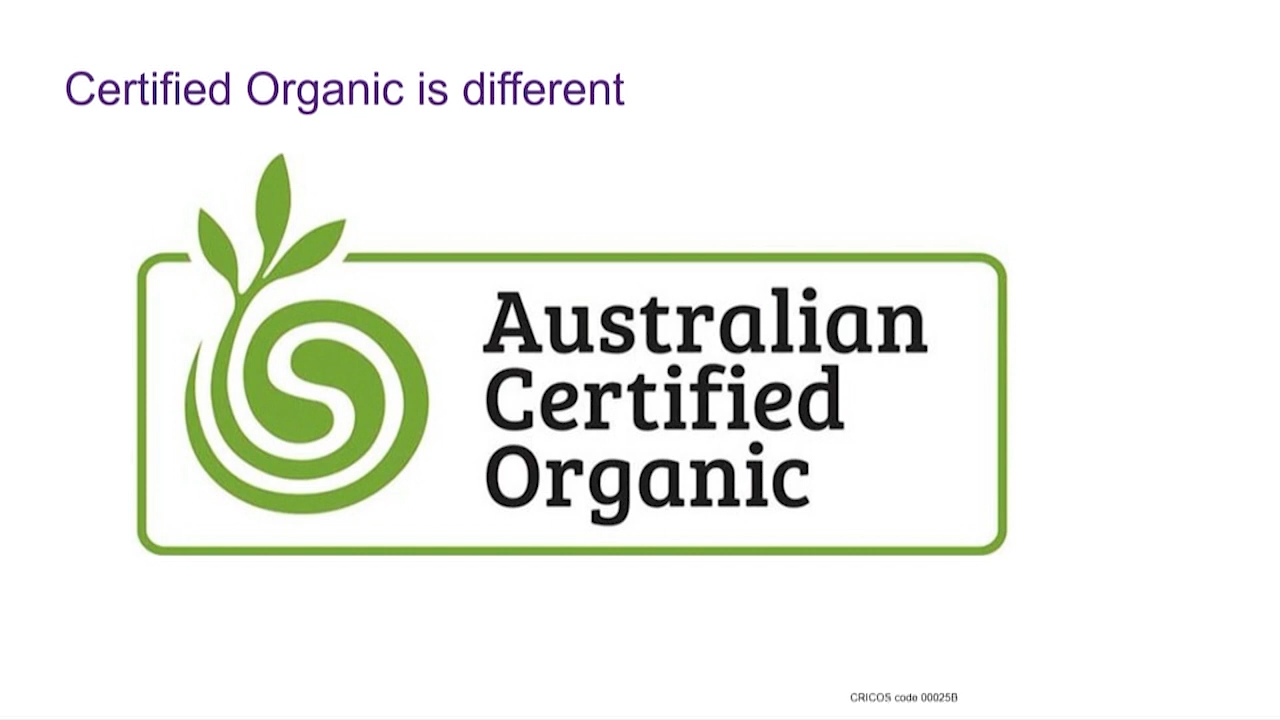 Certified Organic is different
Australian
Certified
Organic
CRICOS code 00025B